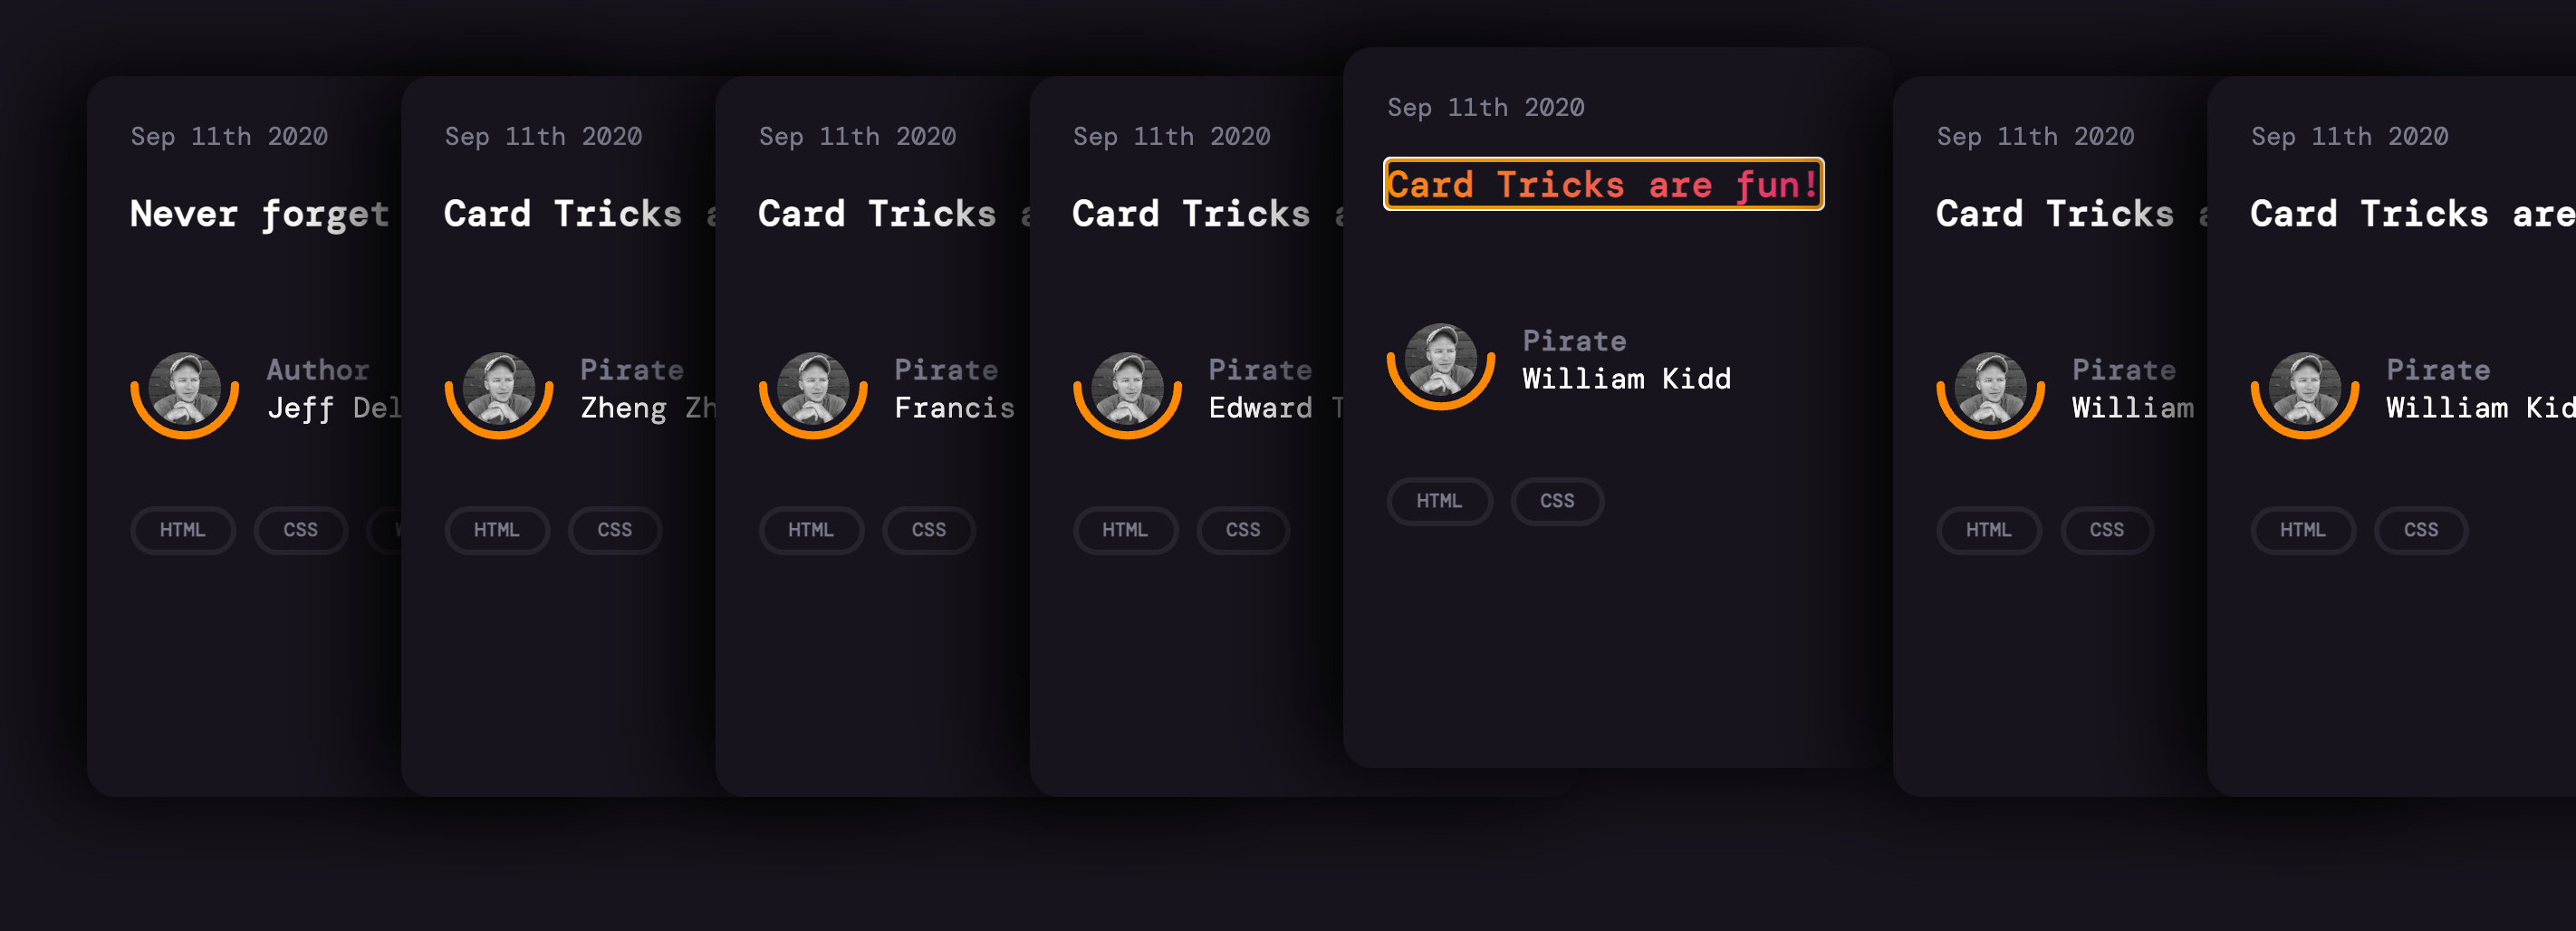 Sep 11th 2020
Never forget
Author
Jeff Del
HTML CSS
Sep 11th 2020
Card Tricks a
Pirate
Zheng Zh
HTML CSS
Sep 11th 2020
Card Tricks a
Pirate
Francis
HTML CSS
Sep 11th 2020
Card Tricks a
Pirate
Edward T
HTML CSS
Sep 11th 2020
Card Tricks are fun!
Pirate
William Kidd
HTML CSS
Sep 11th 2020
Card Tricks a
Pirate
William
HTML CSS
Sep 11th 2020
Card Tricks are
Pirate
William Kid
HTML CSS